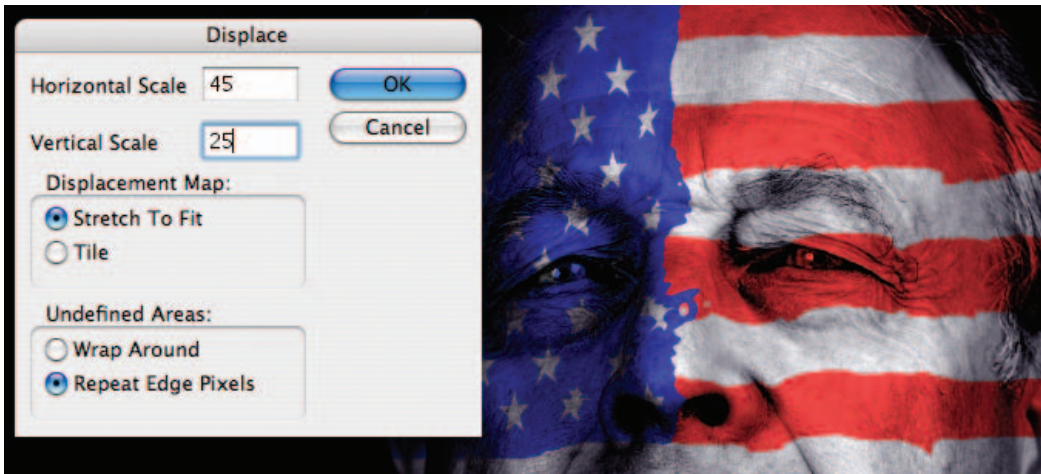 Displace
Horizontal Scale 45
OK
Vertical Scale 25
Cancel
Displacement Map:
Stretch To Fit
Tile
Undefined Areas:
Wrap Around
Repeat Edge Pixels